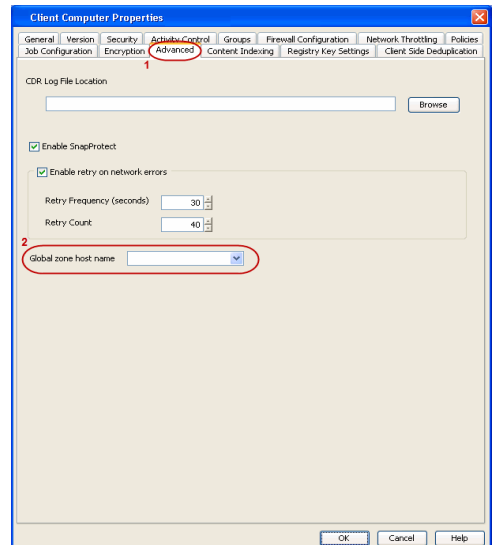 Client Computer Properties
General Version Security Activity Control Groups Firewall Configuration Network Throttling Policies
Job Configuration Encryption Advanced Content Indexing Registry Key Settings Client Side Deduplication
1
CDR Log File Location
Browse
Enable SnapProtect
Enable retry on network errors
Retry Frequency (seconds) 30
Retry Count 40
2
Global zone host name
OK Cancel Help